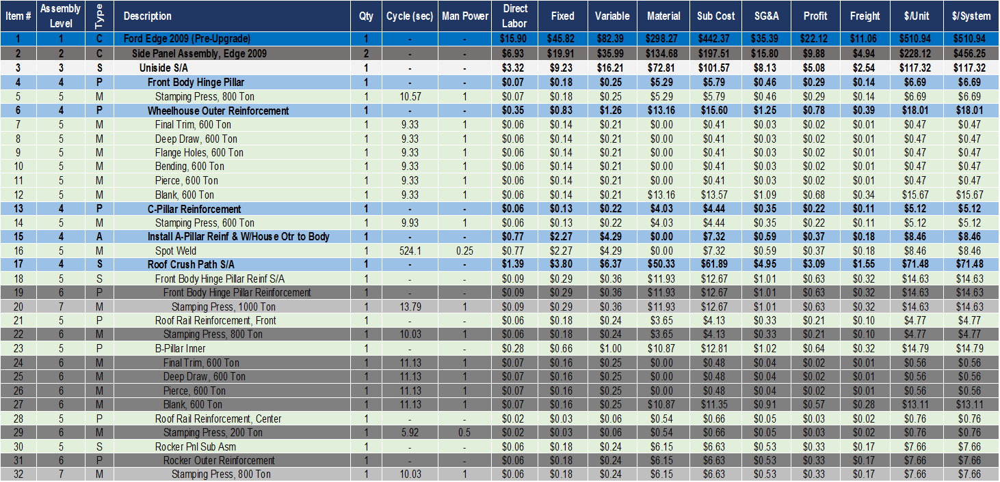 Item # Assembly Level Type Description Qty Cycle (sec) Man Power Direct Labor Fixed Variable Material Sub Cost SG&A Profit Freight $/Unit $/System
1 1 C Ford Edge 2009 (Pre-Upgrade) 1 - - $15.90 $45.82 $82.39 $298.27 $442.37 $35.39 $22.12 $11.06 $510.94 $510.94
2 2 C Side Panel Assembly, Edge 2009 2 - - $6.93 $19.91 $35.99 $134.68 $197.51 $15.80 $9.88 $4.94 $228.12 $456.25
3 3 S Uniside S/A 1 - - $3.32 $9.23 $16.21 $72.81 $101.57 $8.13 $5.08 $2.54 $117.32 $117.32
4 4 P Front Body Hinge Pillar 1 - - $0.07 $0.18 $0.25 $5.29 $5.79 $0.46 $0.29 $0.14 $6.69 $6.69
5 5 M Stamping Press, 800 Ton 1 10.57 1 $0.07 $0.18 $0.25 $5.29 $5.79 $0.46 $0.29 $0.14 $6.69 $6.69
6 4 P Wheelhouse Outer Reinforcement 1 - - $0.35 $0.83 $1.26 $13.16 $15.60 $1.25 $0.78 $0.39 $18.01 $18.01
7 5 M Final Trim, 600 Ton 1 9.33 1 $0.06 $0.14 $0.21 $0.00 $0.41 $0.03 $0.02 $0.01 $0.47 $0.47
8 5 M Deep Draw, 600 Ton 1 9.33 1 $0.06 $0.14 $0.21 $0.00 $0.41 $0.03 $0.02 $0.01 $0.47 $0.47
9 5 M Flange Holes, 600 Ton 1 9.33 1 $0.06 $0.14 $0.21 $0.00 $0.41 $0.03 $0.02 $0.01 $0.47 $0.47
10 5 M Bending, 600 Ton 1 9.33 1 $0.06 $0.14 $0.21 $0.00 $0.41 $0.03 $0.02 $0.01 $0.47 $0.47
11 5 M Pierce, 600 Ton 1 9.33 1 $0.06 $0.14 $0.21 $0.00 $0.41 $0.03 $0.02 $0.01 $0.47 $0.47
12 5 M Blank, 600 Ton 1 9.33 1 $0.06 $0.14 $0.21 $13.16 $13.57 $1.09 $0.68 $0.34 $15.67 $15.67
13 4 P C-Pillar Reinforcement 1 - - $0.06 $0.13 $0.22 $4.03 $4.44 $0.35 $0.22 $0.11 $5.12 $5.12
14 5 M Stamping Press, 600 Ton 1 9.93 1 $0.06 $0.13 $0.22 $4.03 $4.44 $0.35 $0.22 $0.11 $5.12 $5.12
15 4 A Install A-Pillar Reinf & W/House Otr to Body 1 - - $0.77 $2.27 $4.29 $0.00 $7.32 $0.59 $0.37 $0.18 $8.46 $8.46
16 5 M Spot Weld 1 524.1 0.25 $0.77 $2.27 $4.29 $0.00 $7.32 $0.59 $0.37 $0.18 $8.46 $8.46
17 4 S Roof Crush Path S/A 1 - - $1.39 $3.80 $6.37 $50.33 $61.89 $4.95 $3.09 $1.55 $71.48 $71.48
18 5 S Front Body Hinge Pillar Reinf S/A 1 - - $0.09 $0.29 $0.36 $11.93 $12.67 $1.01 $0.63 $0.32 $14.63 $14.63
19 6 P Front Body Hinge Pillar Reinforcement 1 - - $0.09 $0.29 $0.36 $11.93 $12.67 $1.01 $0.63 $0.32 $14.63 $14.63
20 7 M Stamping Press, 1000 Ton 1 13.79 1 $0.09 $0.29 $0.36 $11.93 $12.67 $1.01 $0.63 $0.32 $14.63 $14.63
21 5 P Roof Rail Reinforcement, Front 1 - - $0.06 $0.18 $0.24 $3.65 $4.13 $0.33 $0.21 $0.10 $4.77 $4.77
22 6 M Stamping Press, 800 Ton 1 10.03 1 $0.06 $0.18 $0.24 $3.65 $4.13 $0.33 $0.21 $0.10 $4.77 $4.77
23 5 P B-Pillar Inner 1 - - $0.28 $0.66 $1.00 $10.87 $12.81 $1.02 $0.64 $0.32 $14.79 $14.79
24 6 M Final Trim, 600 Ton 1 11.13 1 $0.07 $0.16 $0.25 $0.00 $0.48 $0.04 $0.02 $0.01 $0.56 $0.56
25 6 M Deep Draw, 600 Ton 1 11.13 1 $0.07 $0.16 $0.25 $0.00 $0.48 $0.04 $0.02 $0.01 $0.56 $0.56
26 6 M Pierce, 600 Ton 1 11.13 1 $0.07 $0.16 $0.25 $0.00 $0.48 $0.04 $0.02 $0.01 $0.56 $0.56
27 6 M Blank, 600 Ton 1 11.13 1 $0.07 $0.16 $0.25 $10.87 $11.35 $0.91 $0.57 $0.28 $13.11 $13.11
28 5 P Roof Rail Reinforcement, Center 1 - - $0.02 $0.03 $0.06 $0.54 $0.66 $0.05 $0.03 $0.02 $0.76 $0.76
29 6 M Stamping Press, 200 Ton 1 5.92 0.5 $0.02 $0.03 $0.06 $0.54 $0.66 $0.05 $0.03 $0.02 $0.76 $0.76
30 5 S Rocker Pnl Sub Asm 1 - - $0.06 $0.18 $0.24 $6.15 $6.63 $0.53 $0.33 $0.17 $7.66 $7.66
31 6 P Rocker Outer Reinforcement 1 - - $0.06 $0.18 $0.24 $6.15 $6.63 $0.53 $0.33 $0.17 $7.66 $7.66
32 7 M Stamping Press, 800 Ton 1 10.03 1 $0.06 $0.18 $0.24 $6.15 $6.63 $0.53 $0.33 $0.17 $7.66 $7.66